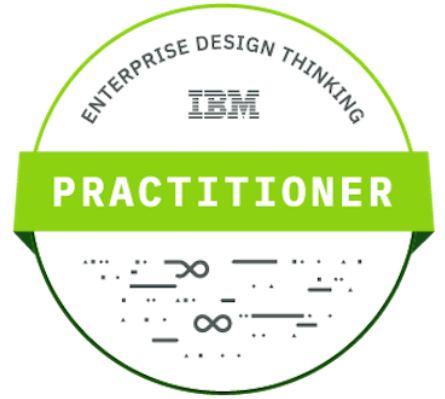 ENTERPRISE DESIGN THINKING
IBM
PRACTITIONER